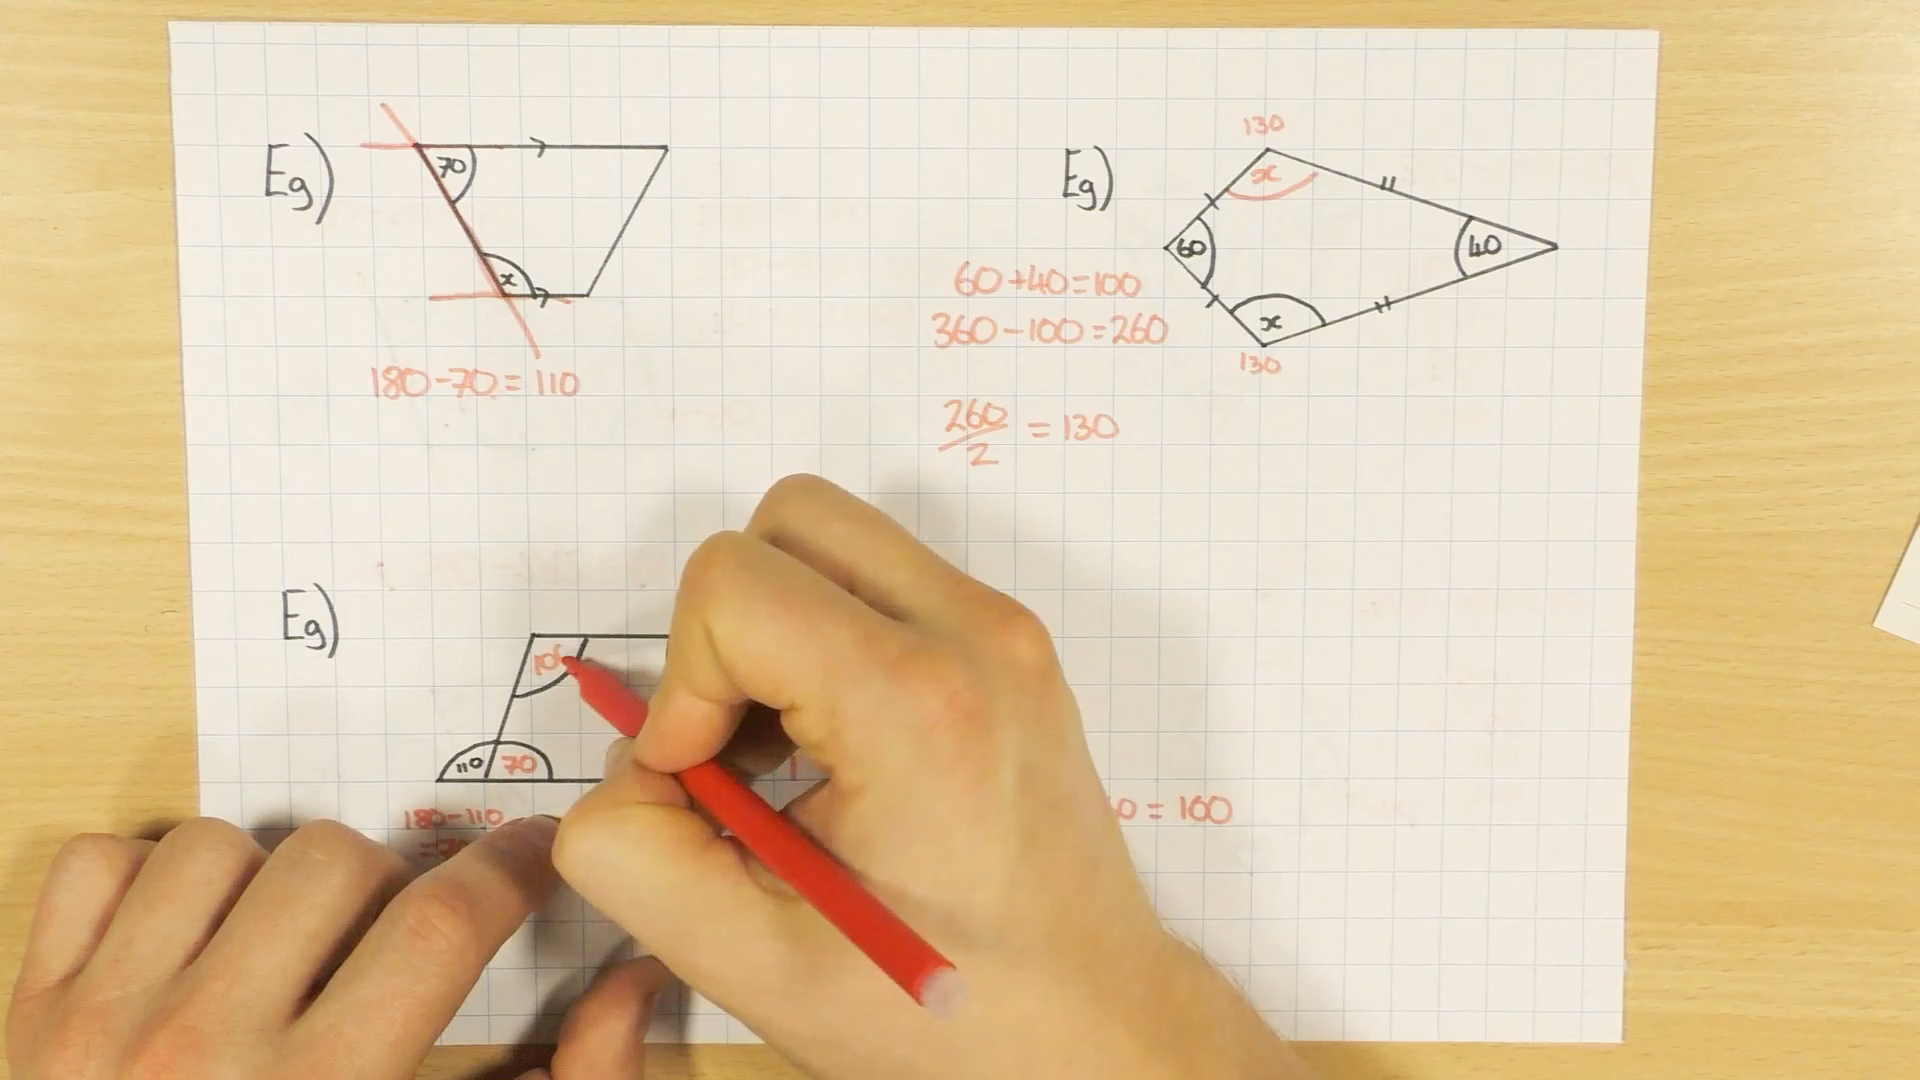 Eg)
70
x
180-70=110
Eg)
130
x
60
40
x
130
60+40=100
360-100=260
260/2 = 130
Eg)
110
70
180-110
0 = 100